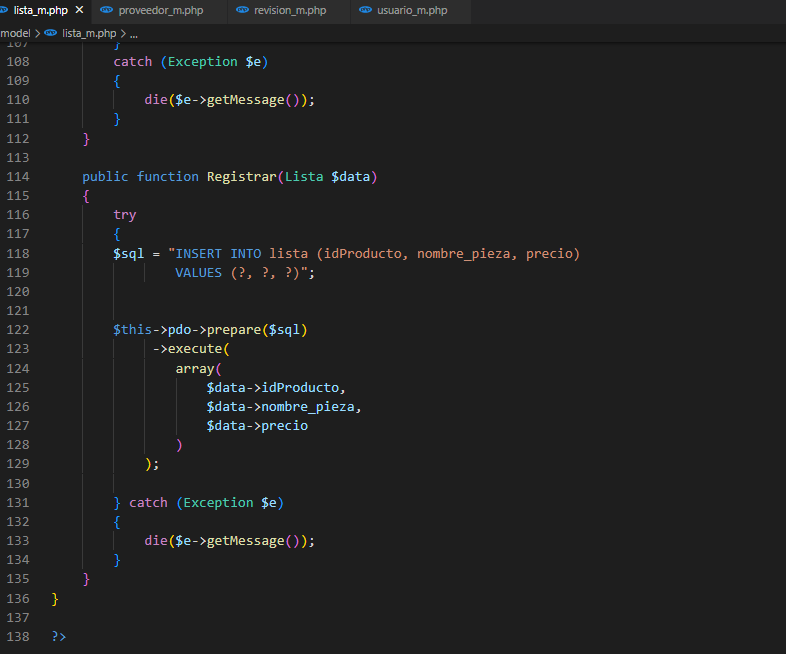 lista_m.php × proveedor_m.php revision_m.php usuario_m.php
model > lista_m.php > ...
107 }
108 catch (Exception $e)
109 {
110 die($e->getMessage());
111 }
112 }
113
114 public function Registrar(Lista $data)
115 {
116 try
117 {
118 $sql = "INSERT INTO lista (idProducto, nombre_pieza, precio)
119 VALUES (?, ?, ?)";
120
121
122 $this->pdo->prepare($sql)
123 ->execute(
124 array(
125 $data->idProducto,
126 $data->nombre_pieza,
127 $data->precio
128 )
129 );
130
131 } catch (Exception $e)
132 {
133 die($e->getMessage());
134 }
135 }
136 }
137
138 ?>